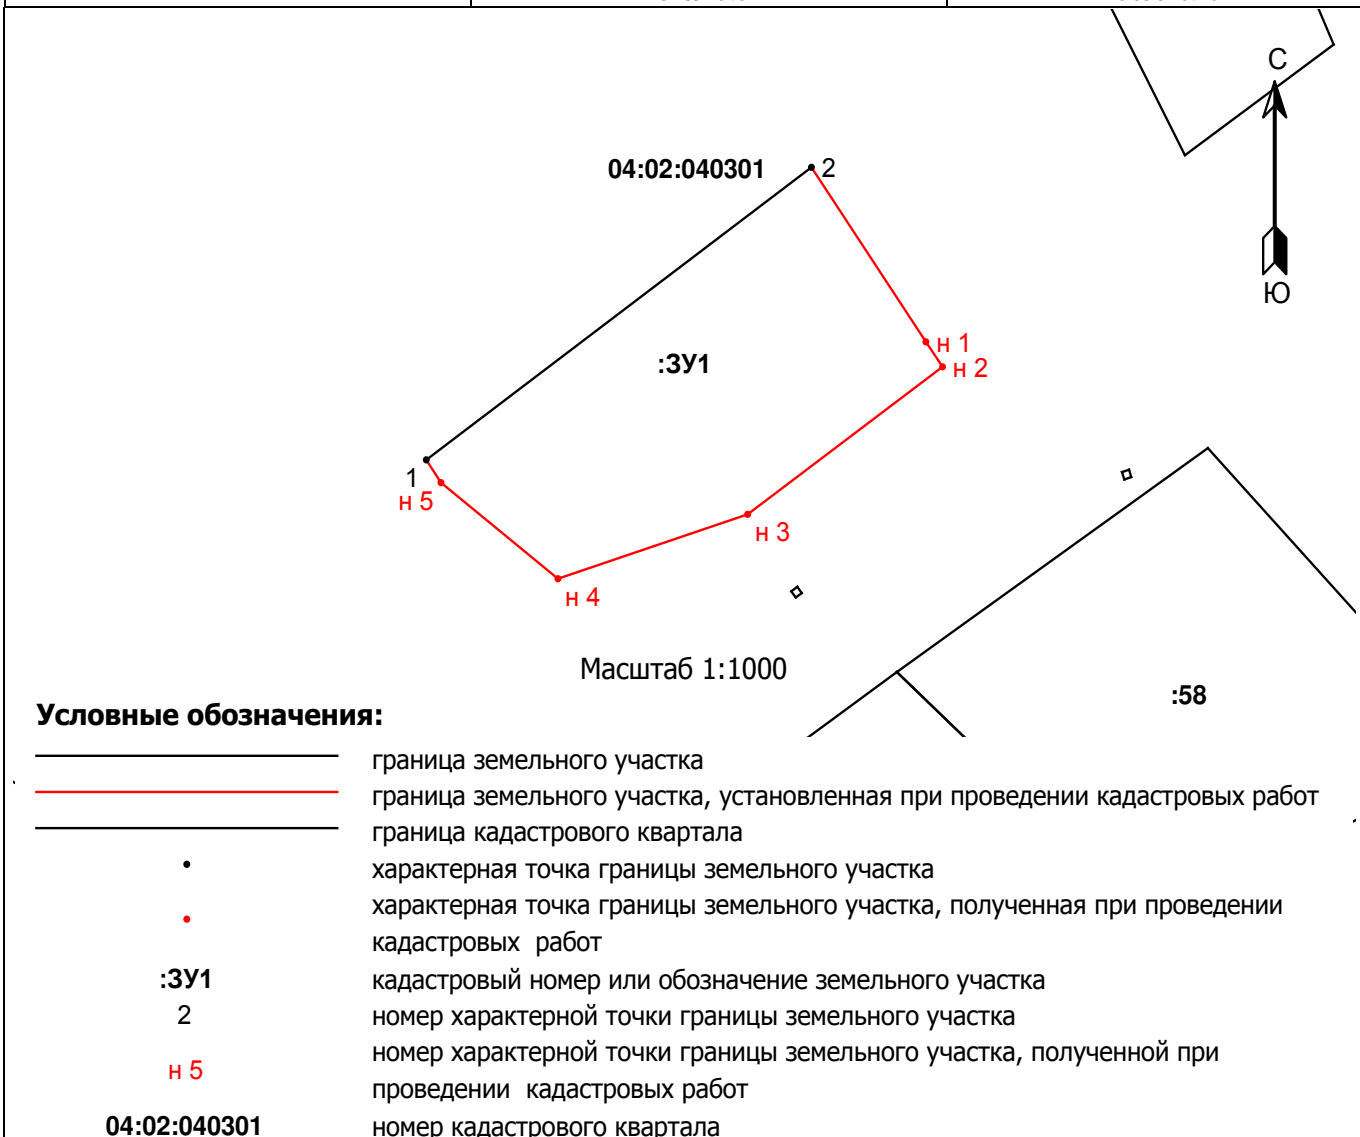 С
04:02:040301
2
Ю
н 1
:ЗУ1
н 2
1
н 5
н 3
н 4
Масштаб 1:1000
:58
Условные обозначения:
граница земельного участка
граница земельного участка, установленная при проведении кадастровых работ
граница кадастрового квартала
характерная точка границы земельного участка
характерная точка границы земельного участка, полученная при проведении
кадастровых работ
:ЗУ1 кадастровый номер или обозначение земельного участка
2 номер характерной точки границы земельного участка
н 5 номер характерной точки границы земельного участка, полученной при
проведении кадастровых работ
04:02:040301 номер кадастрового квартала